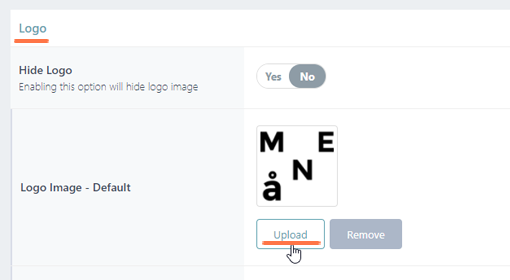 Logo
Hide Logo
Enabling this option will hide logo image
Yes No
Logo Image - Default
M E
N
å
Upload Remove